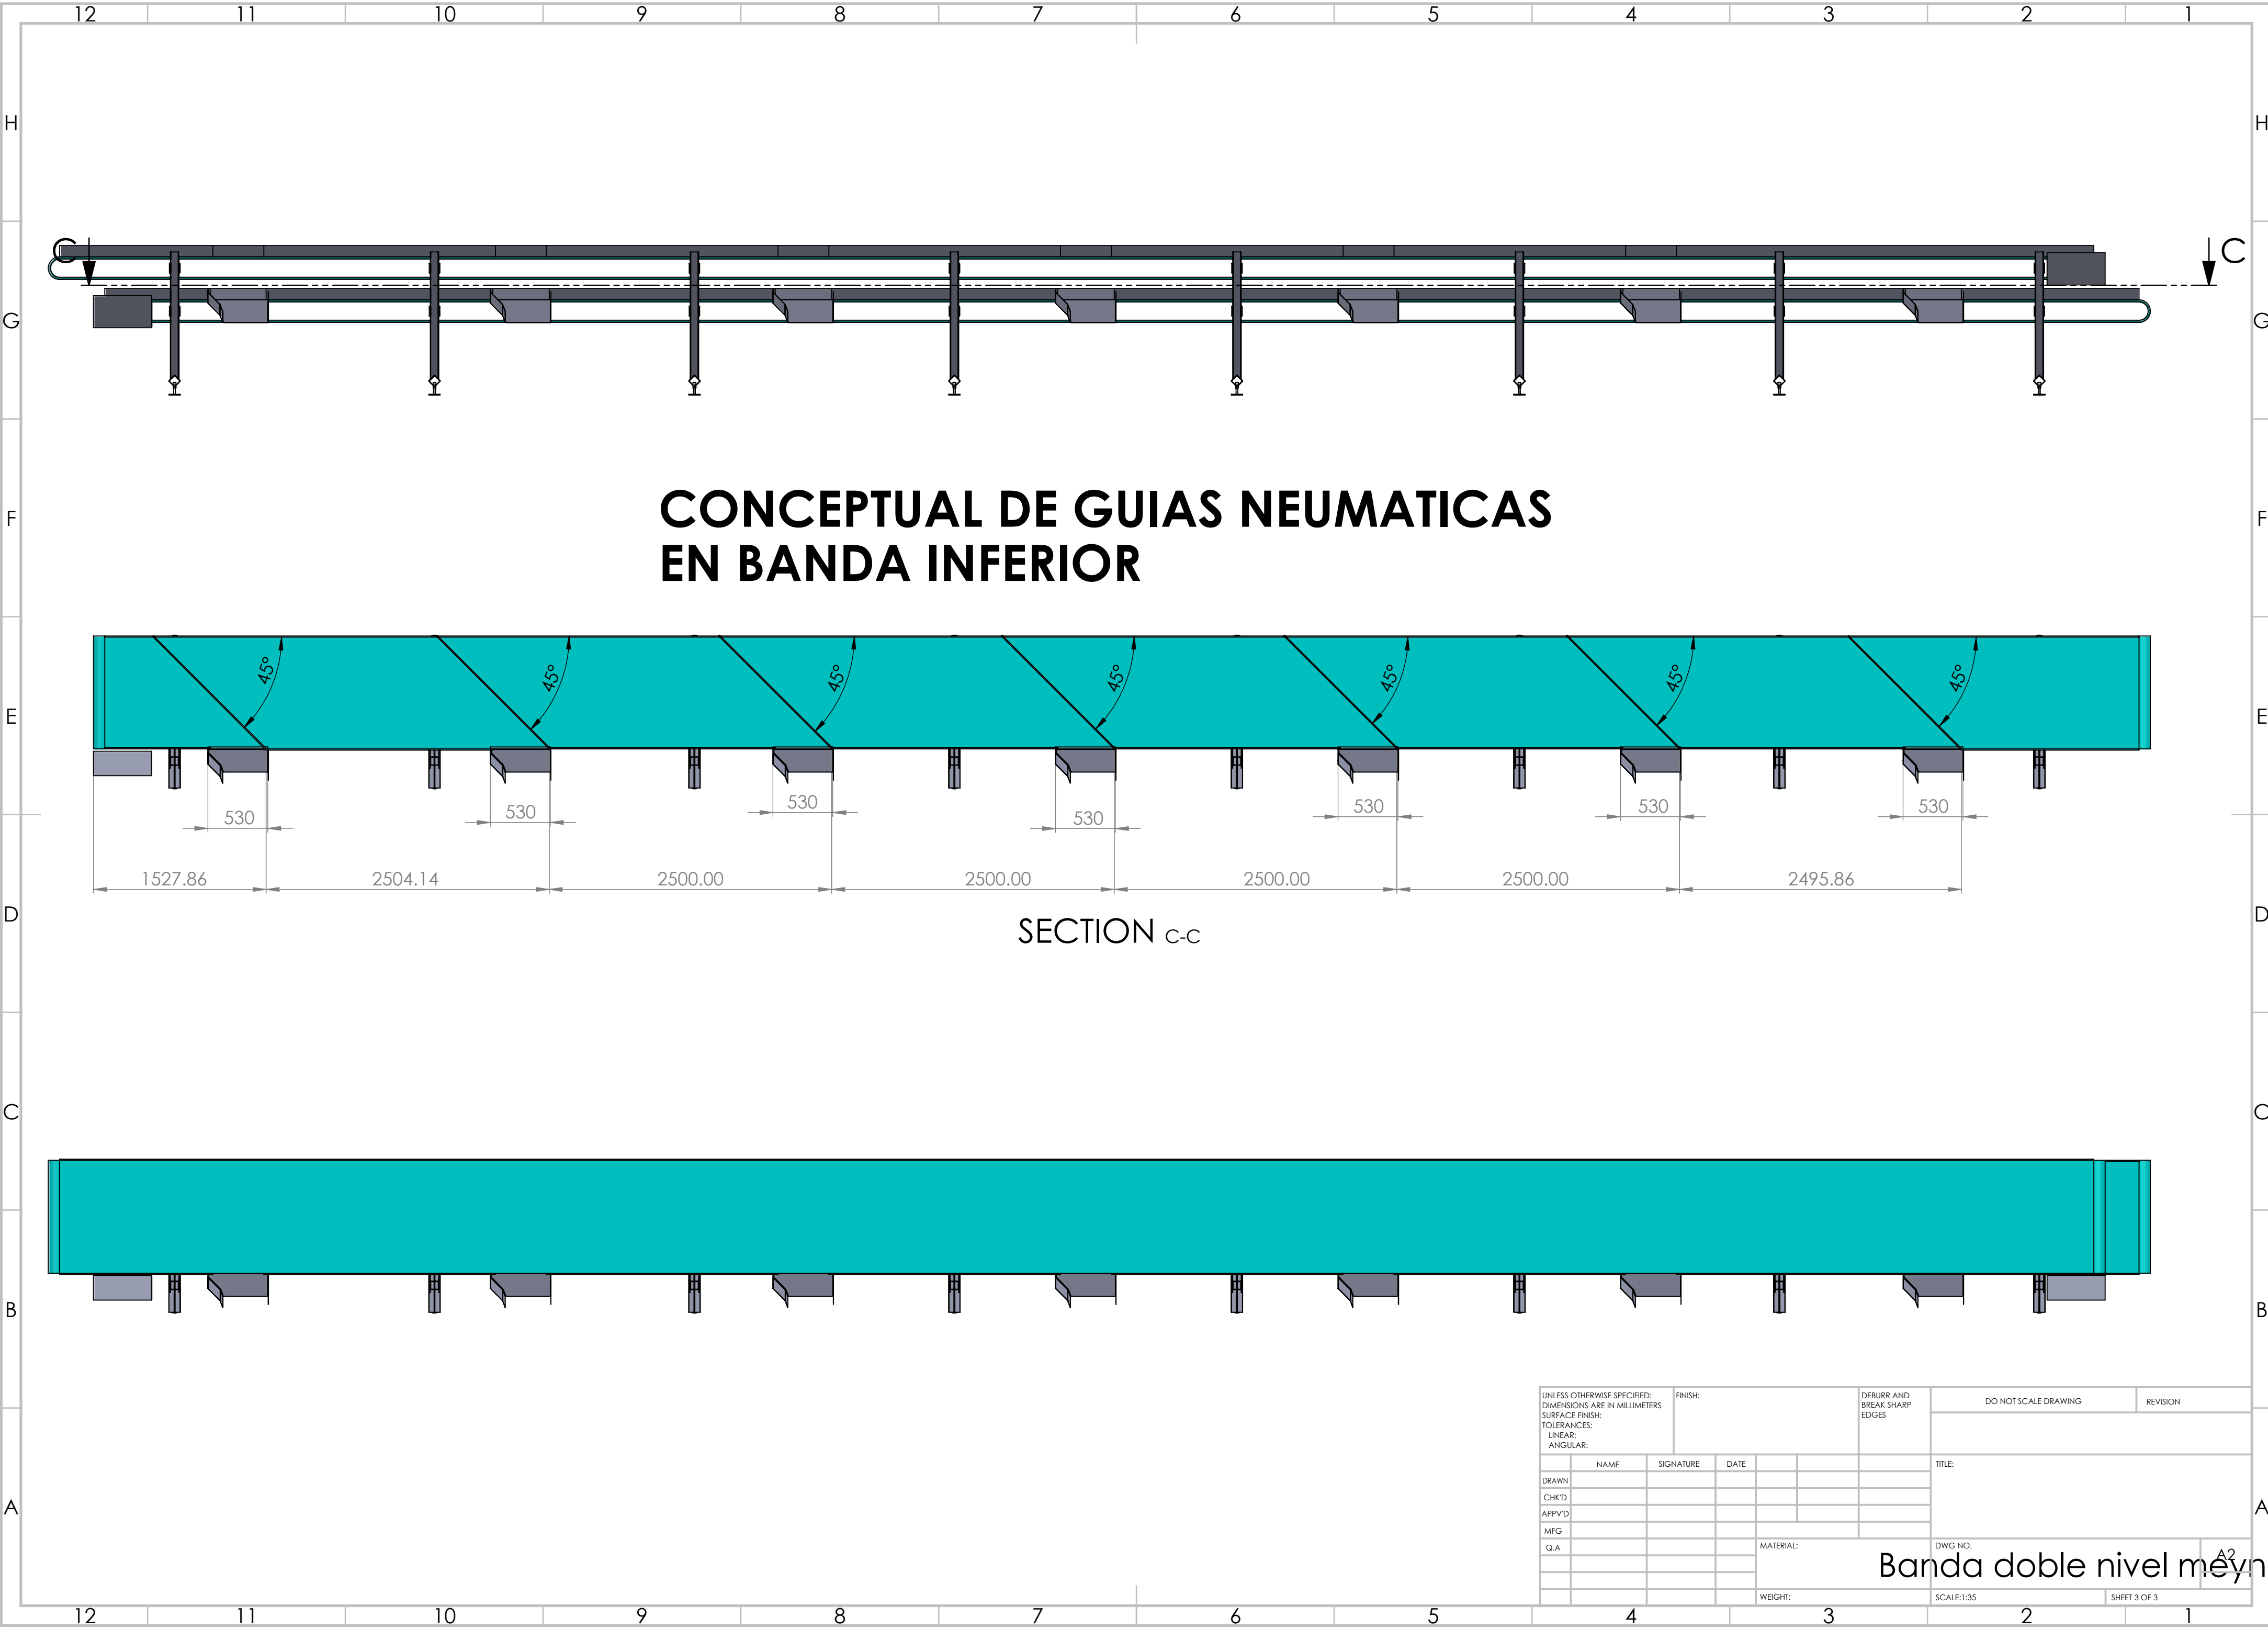 12 11 10 9 8 7 6 5 4 3 2 1
H H
C C
G G
CONCEPTUAL DE GUIAS NEUMATICAS
EN BANDA INFERIOR
F F
45° 45° 45° 45° 45° 45° 45°
E E
530 530 530 530 530 530 530
1527.86 2504.14 2500.00 2500.00 2500.00 2500.00 2495.86
D D
SECTION C-C
C C
B B
A A
UNLESS OTHERWISE SPECIFIED:
DIMENSIONS ARE IN MILLIMETERS
SURFACE FINISH:
TOLERANCES:
LINEAR:
ANGULAR:
FINISH:
DEBURR AND
BREAK SHARP
EDGES
DO NOT SCALE DRAWING
REVISION
NAME SIGNATURE DATE
TITLE:
DRAWN
CHK'D
APPV'D
MFG
Q.A
MATERIAL:
DWG NO.
Banda doble nivel meyn
A2
WEIGHT:
SCALE:1:35
SHEET 3 OF 3
12 11 10 9 8 7 6 5 4 3 2 1